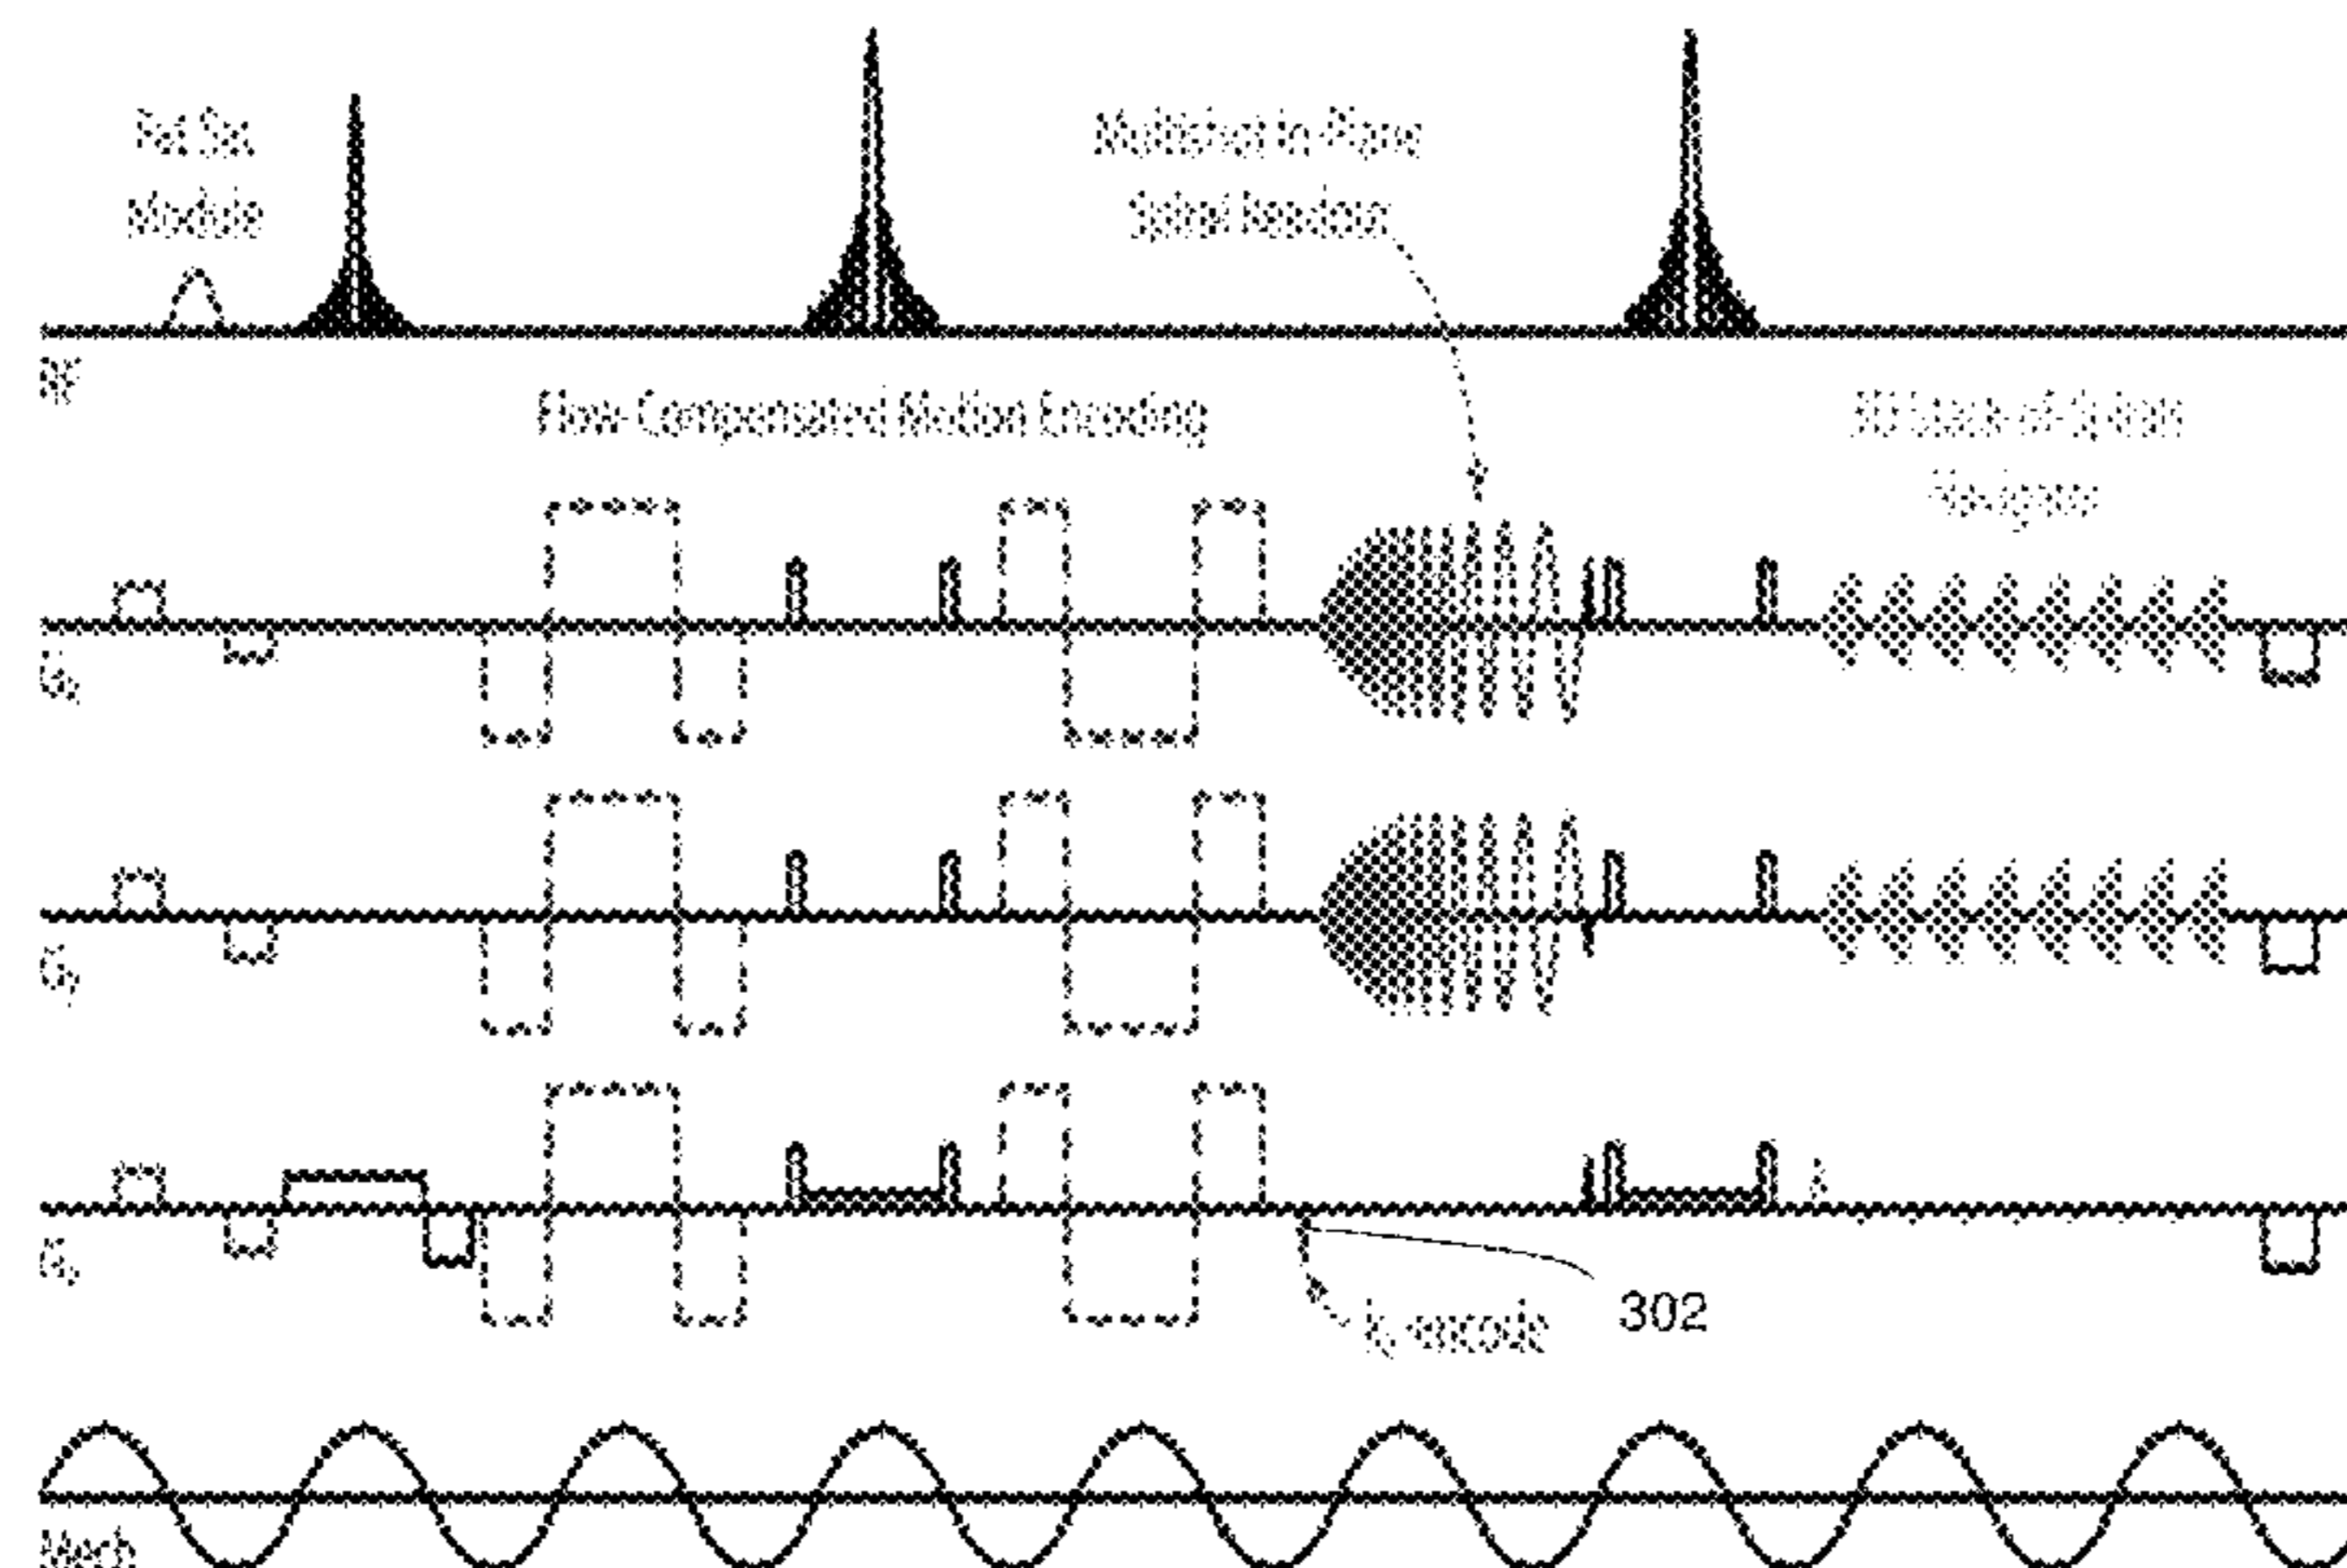 Fat Sat
Module
Multishot In-Plane
Spiral Readout
RF
Flow-Compensated Motion Encoding
3D Stack-of-Spirals
Navigator
Gx
Gy
Gz
302
kz encode
Mech